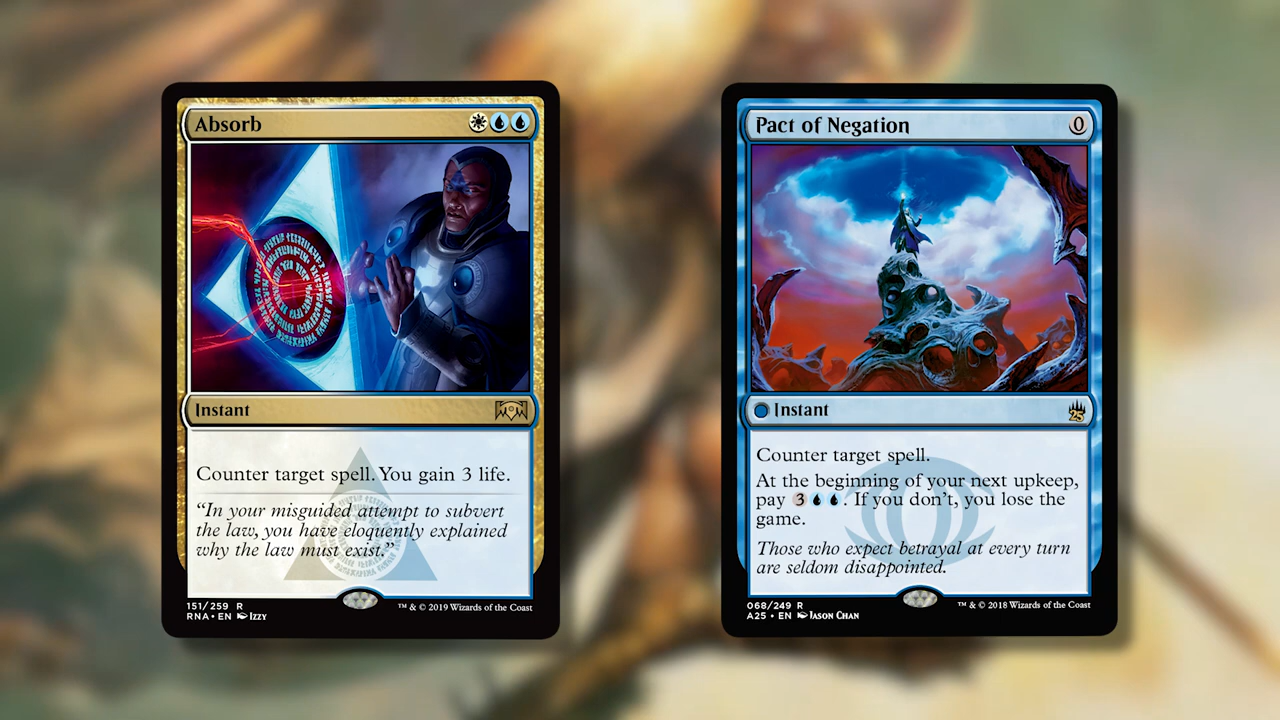 Absorb
Instant
Counter target spell. You gain 3 life.
“In your misguided attempt to subvert
the law, you have eloquently explained
why the law must exist.”
151/259 R
RNA • EN Izzy
™ & © 2019 Wizards of the Coast
Pact of Negation
0
Instant
25
Counter target spell.
At the beginning of your next upkeep,
pay 3. If you don’t, you lose the
game.
Those who expect betrayal at every turn
are seldom disappointed.
068/249 R
A25 • EN Jason Chan
™ & © 2018 Wizards of the Coast